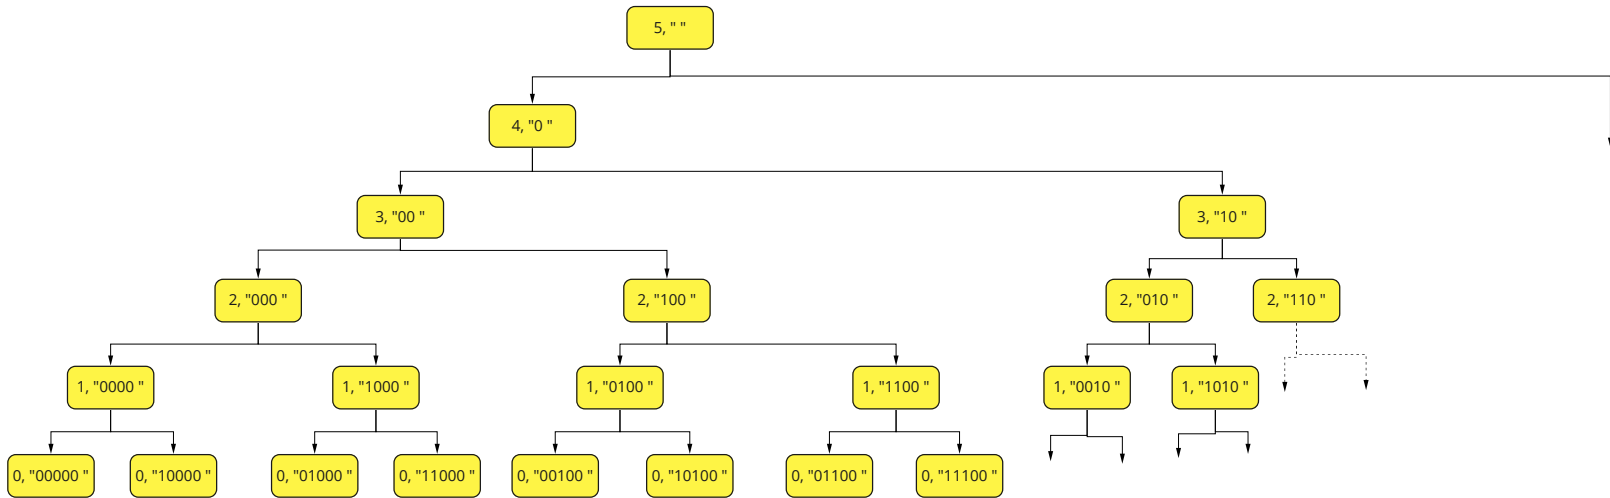 5, " "
4, "0 "
3, "00 "
3, "10 "
2, "000 "
2, "100 "
2, "010 "
2, "110 "
1, "0000 "
1, "1000 "
1, "0100 "
1, "1100 "
1, "0010 "
1, "1010 "
0, "00000 "
0, "10000 "
0, "01000 "
0, "11000 "
0, "00100 "
0, "10100 "
0, "01100 "
0, "11100 "